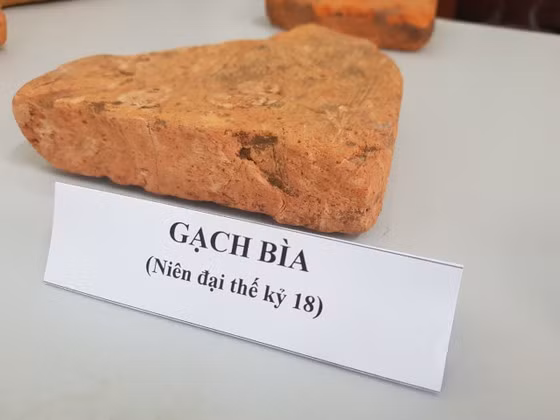 GẠCH BÌA
(Niên đại thế kỷ 18)